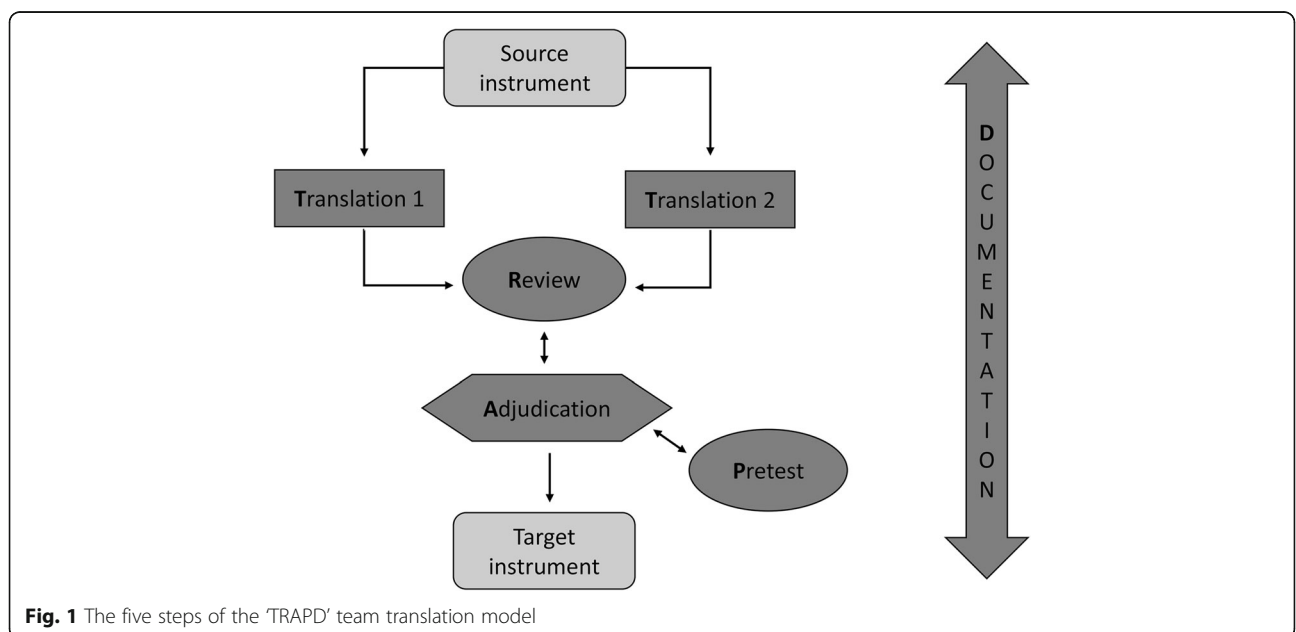 Source
instrument
Translation 1
Translation 2
Review
Adjudication
Pretest
Target
instrument
D
O
C
U
M
E
N
T
A
T
I
O
N
Fig. 1 The five steps of the ‘TRAPD’ team translation model